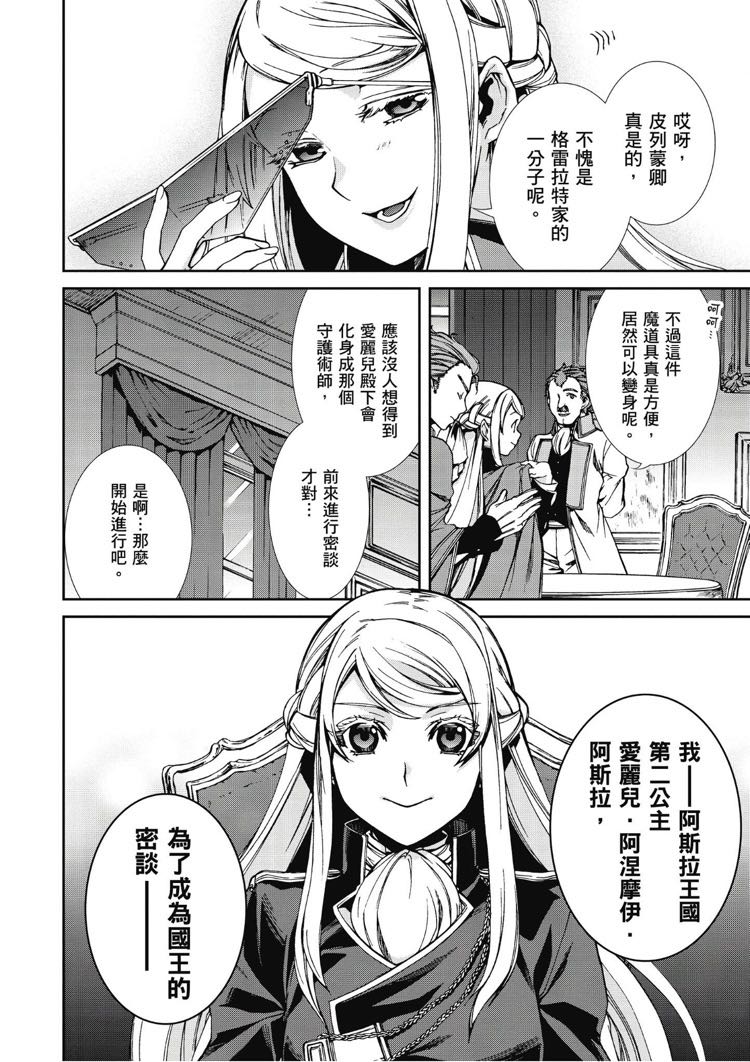 哎呀，
皮列蒙卿
真是的，
不愧是
格雷拉特家的
一分子呢。
呵呵…
不過這件
魔道具真是方便，
居然可以變身呢。
應該沒人想得到
愛麗兒殿下會
化身成那個
守護術師，
前來進行密談
才對…
是啊…那麼
開始進行吧。
我——阿斯拉王國
第二公主
愛麗兒．阿涅摩伊．
阿斯拉，
為了成為國王的
密談——